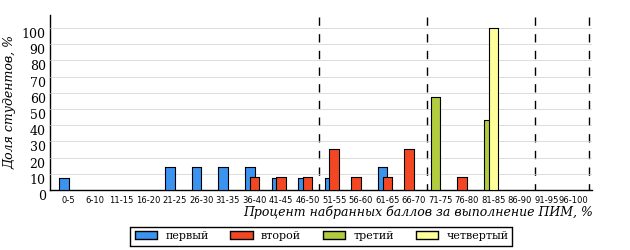 Доля студентов, %
100
90
80
70
60
50
40
30
20
10
0
0-5 6-10 11-15 16-20 21-25 26-30 31-35 36-40 41-45 46-50 51-55 56-60 61-65 66-70 71-75 76-80 81-85 86-90 91-95 96-100
Процент набранных баллов за выполнение ПИМ, %
первый второй третий четвертый